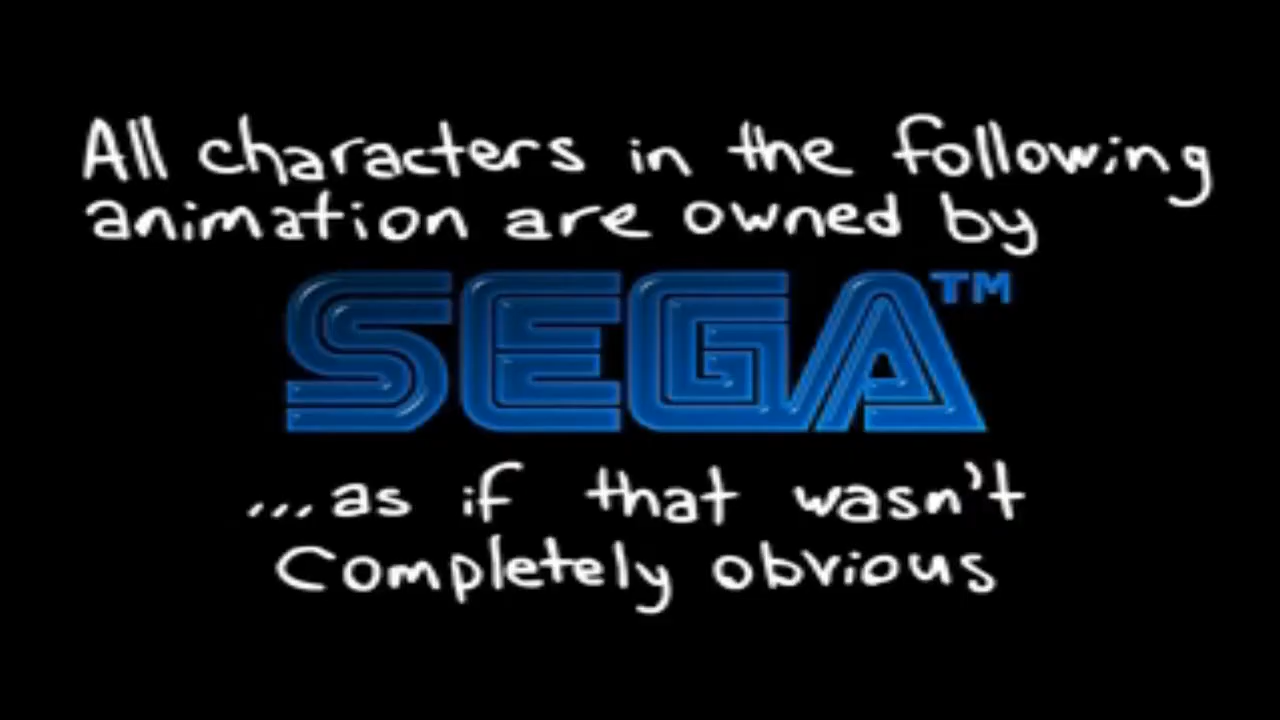 All characters in the following
animation are owned by
SEGA™
...as if that wasn't
Completely obvious